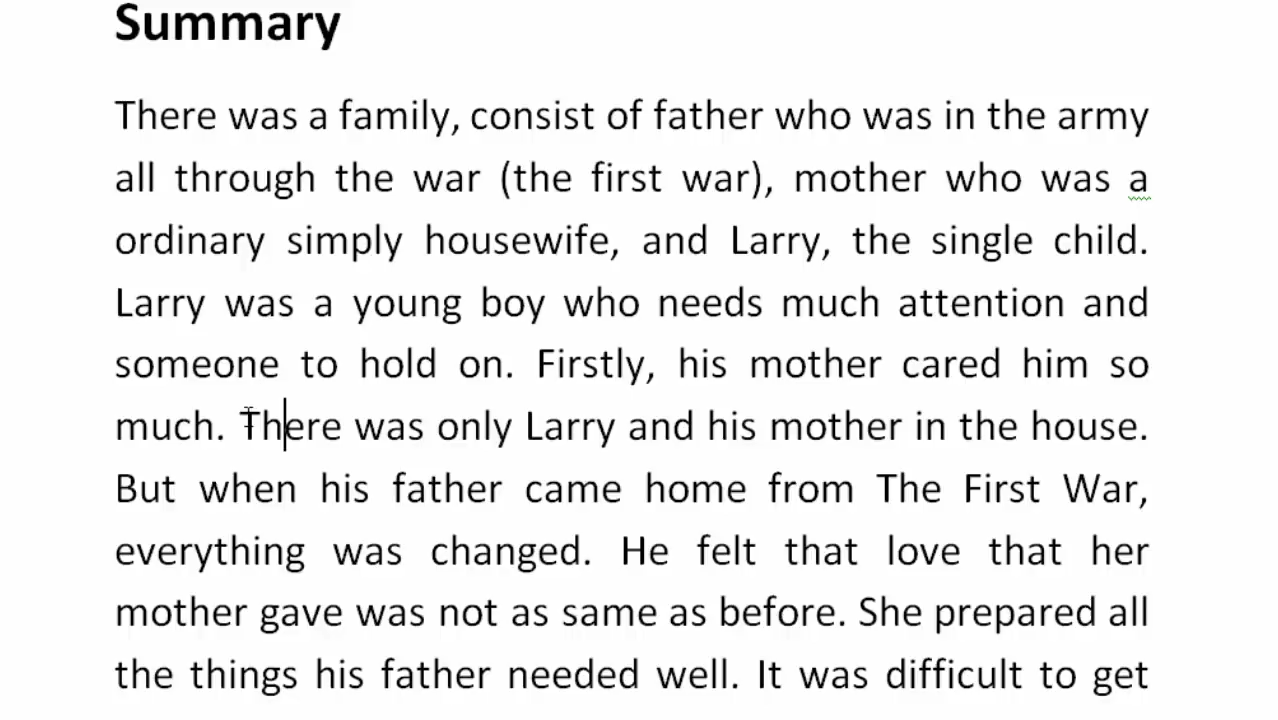 Summary
There was a family, consist of father who was in the army
all through the war (the first war), mother who was a
ordinary simply housewife, and Larry, the single child.
Larry was a young boy who needs much attention and
someone to hold on. Firstly, his mother cared him so
much. There was only Larry and his mother in the house.
But when his father came home from The First War,
everything was changed. He felt that love that her
mother gave was not as same as before. She prepared all
the things his father needed well. It was difficult to get